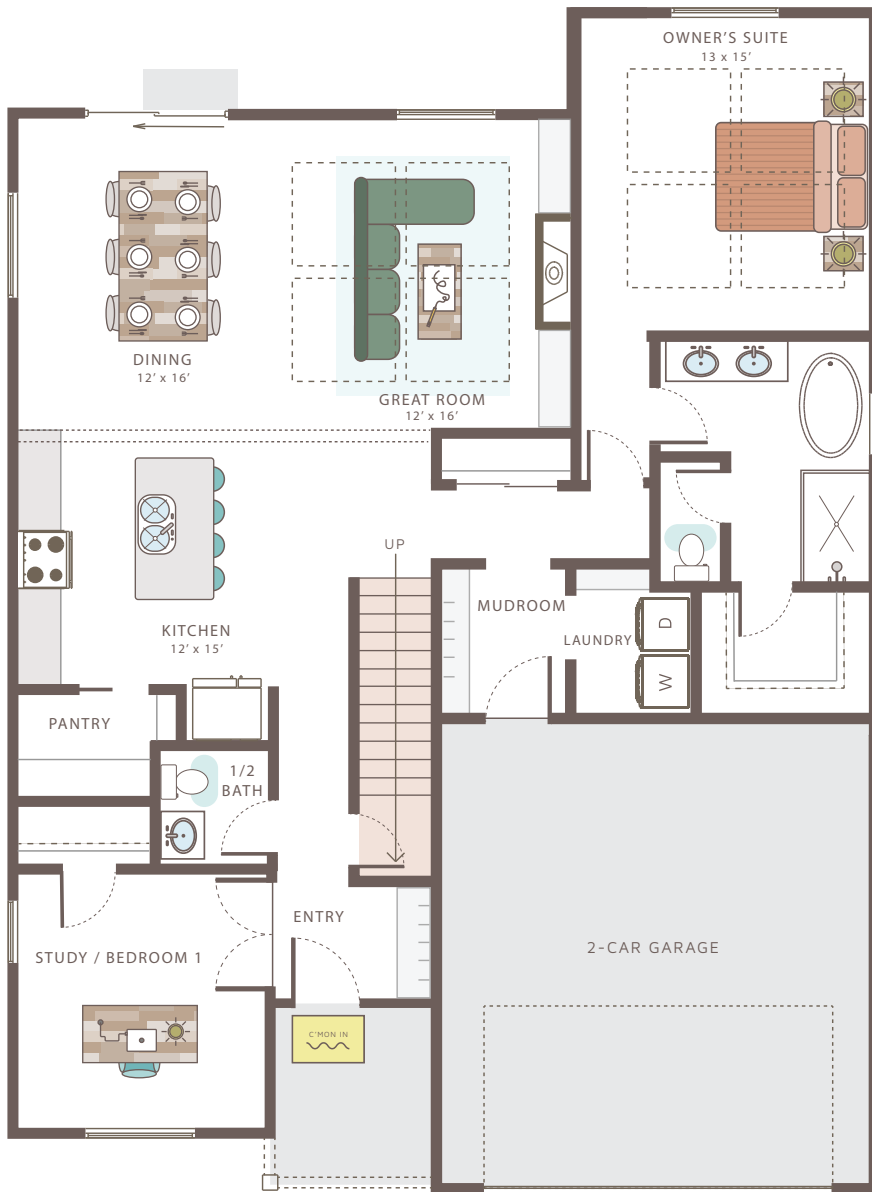 OWNER'S SUITE
13 x 15'
DINING
12' x 16'
GREAT ROOM
12' x 16'
UP
KITCHEN
12' x 15'
MUDROOM
LAUNDRY
D
W
PANTRY
1/2
BATH
ENTRY
STUDY / BEDROOM 1
2-CAR GARAGE
C'MON IN